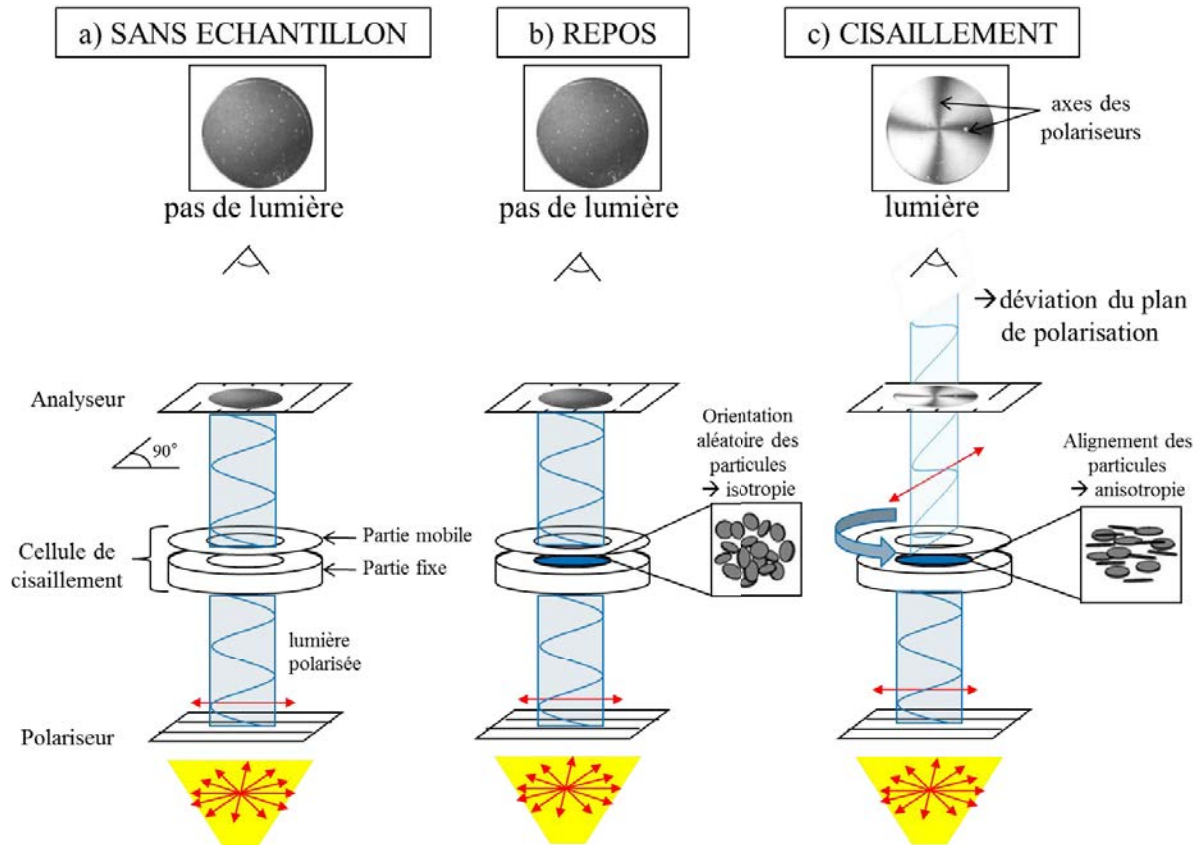 a) SANS ECHANTILLON
b) REPOS
c) CISAILLEMENT
axes des
polariseurs
pas de lumière
pas de lumière
lumière
→ déviation du plan
de polarisation
Analyseur
90°
Orientation
aléatoire des
particules
→ isotropie
Alignement des
particules
→ anisotropie
Cellule de
cisaillement
Partie mobile
Partie fixe
lumière
polarisée
Polariseur